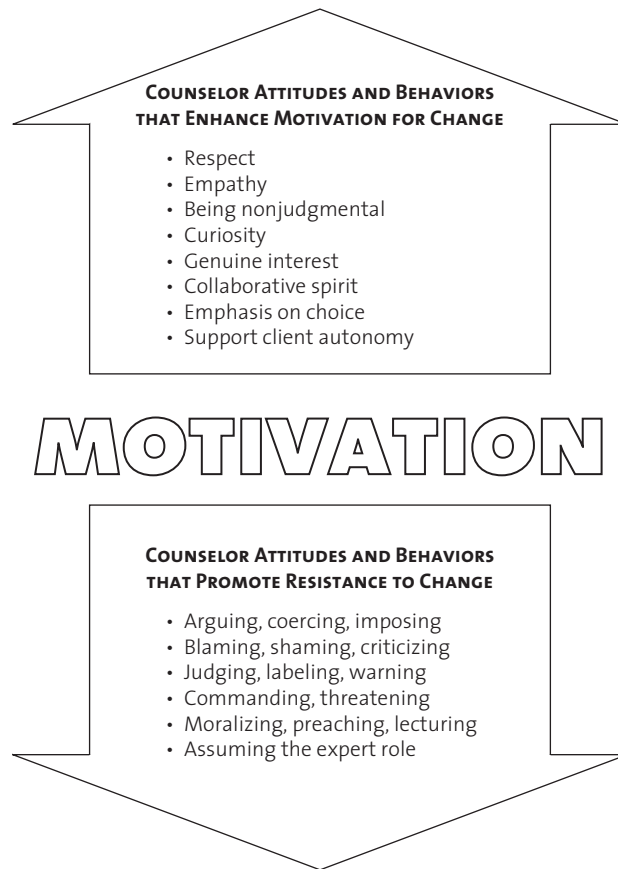 Counselor Attitudes and Behaviors
that Enhance Motivation for Change
• Respect
• Empathy
• Being nonjudgmental
• Curiosity
• Genuine interest
• Collaborative spirit
• Emphasis on choice
• Support client autonomy
MOTIVATION
Counselor Attitudes and Behaviors
that Promote Resistance to Change
• Arguing, coercing, imposing
• Blaming, shaming, criticizing
• Judging, labeling, warning
• Commanding, threatening
• Moralizing, preaching, lecturing
• Assuming the expert role